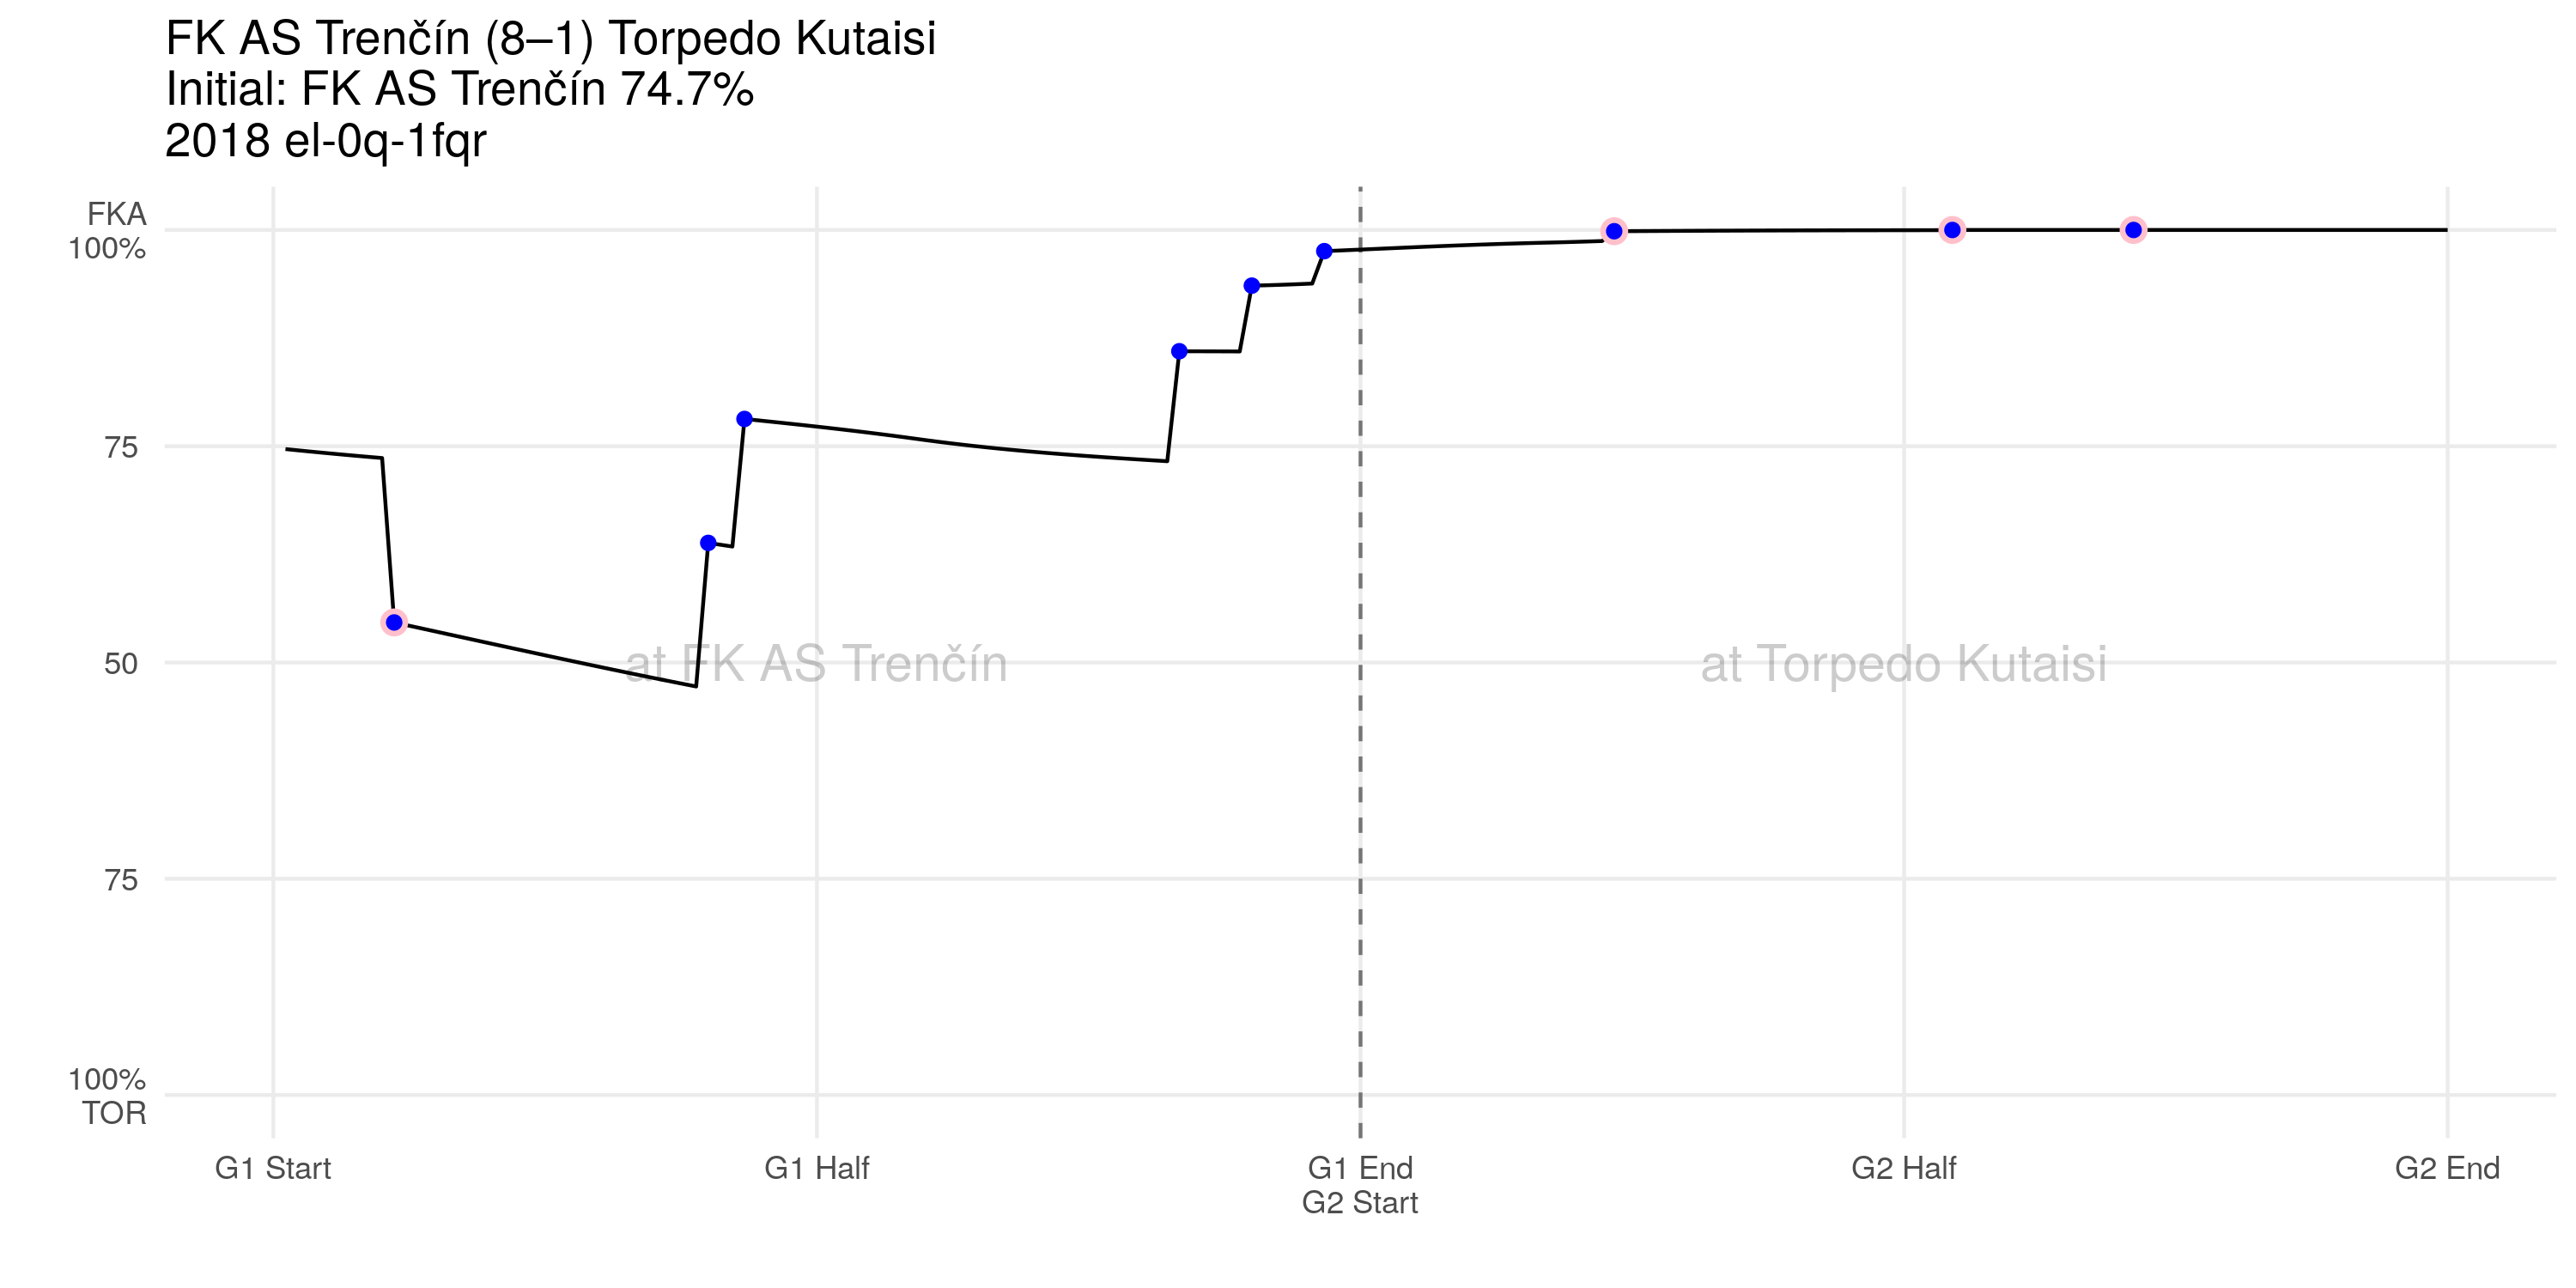 FK AS Trenčín (8–1) Torpedo Kutaisi
Initial: FK AS Trenčín 74.7%
2018 el-0q-1fqr
FKA
100%
75
50
75
100%
TOR
at FK AS Trenčín
at Torpedo Kutaisi
G1 Start
G1 Half
G1 End
G2 Start
G2 Half
G2 End